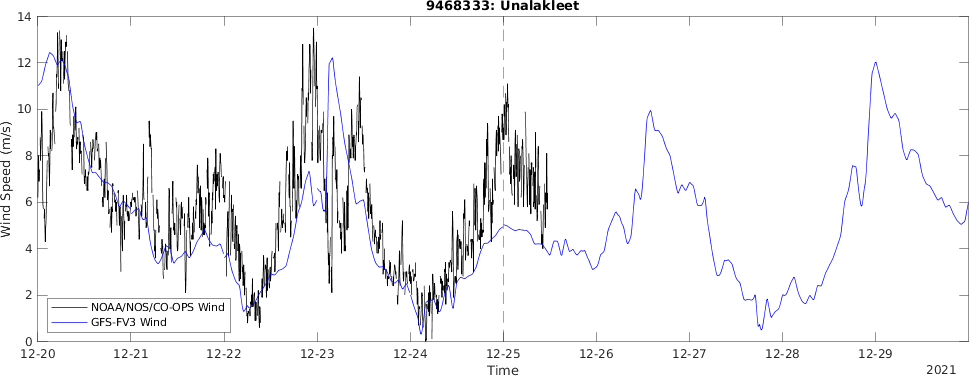 9468333: Unalakleet
14
12
10
8
6
4
2
0
Wind Speed (m/s)
NOAA/NOS/CO-OPS Wind
GFS-FV3 Wind
12-20 12-21 12-22 12-23 12-24 12-25 12-26 12-27 12-28 12-29
Time
2021